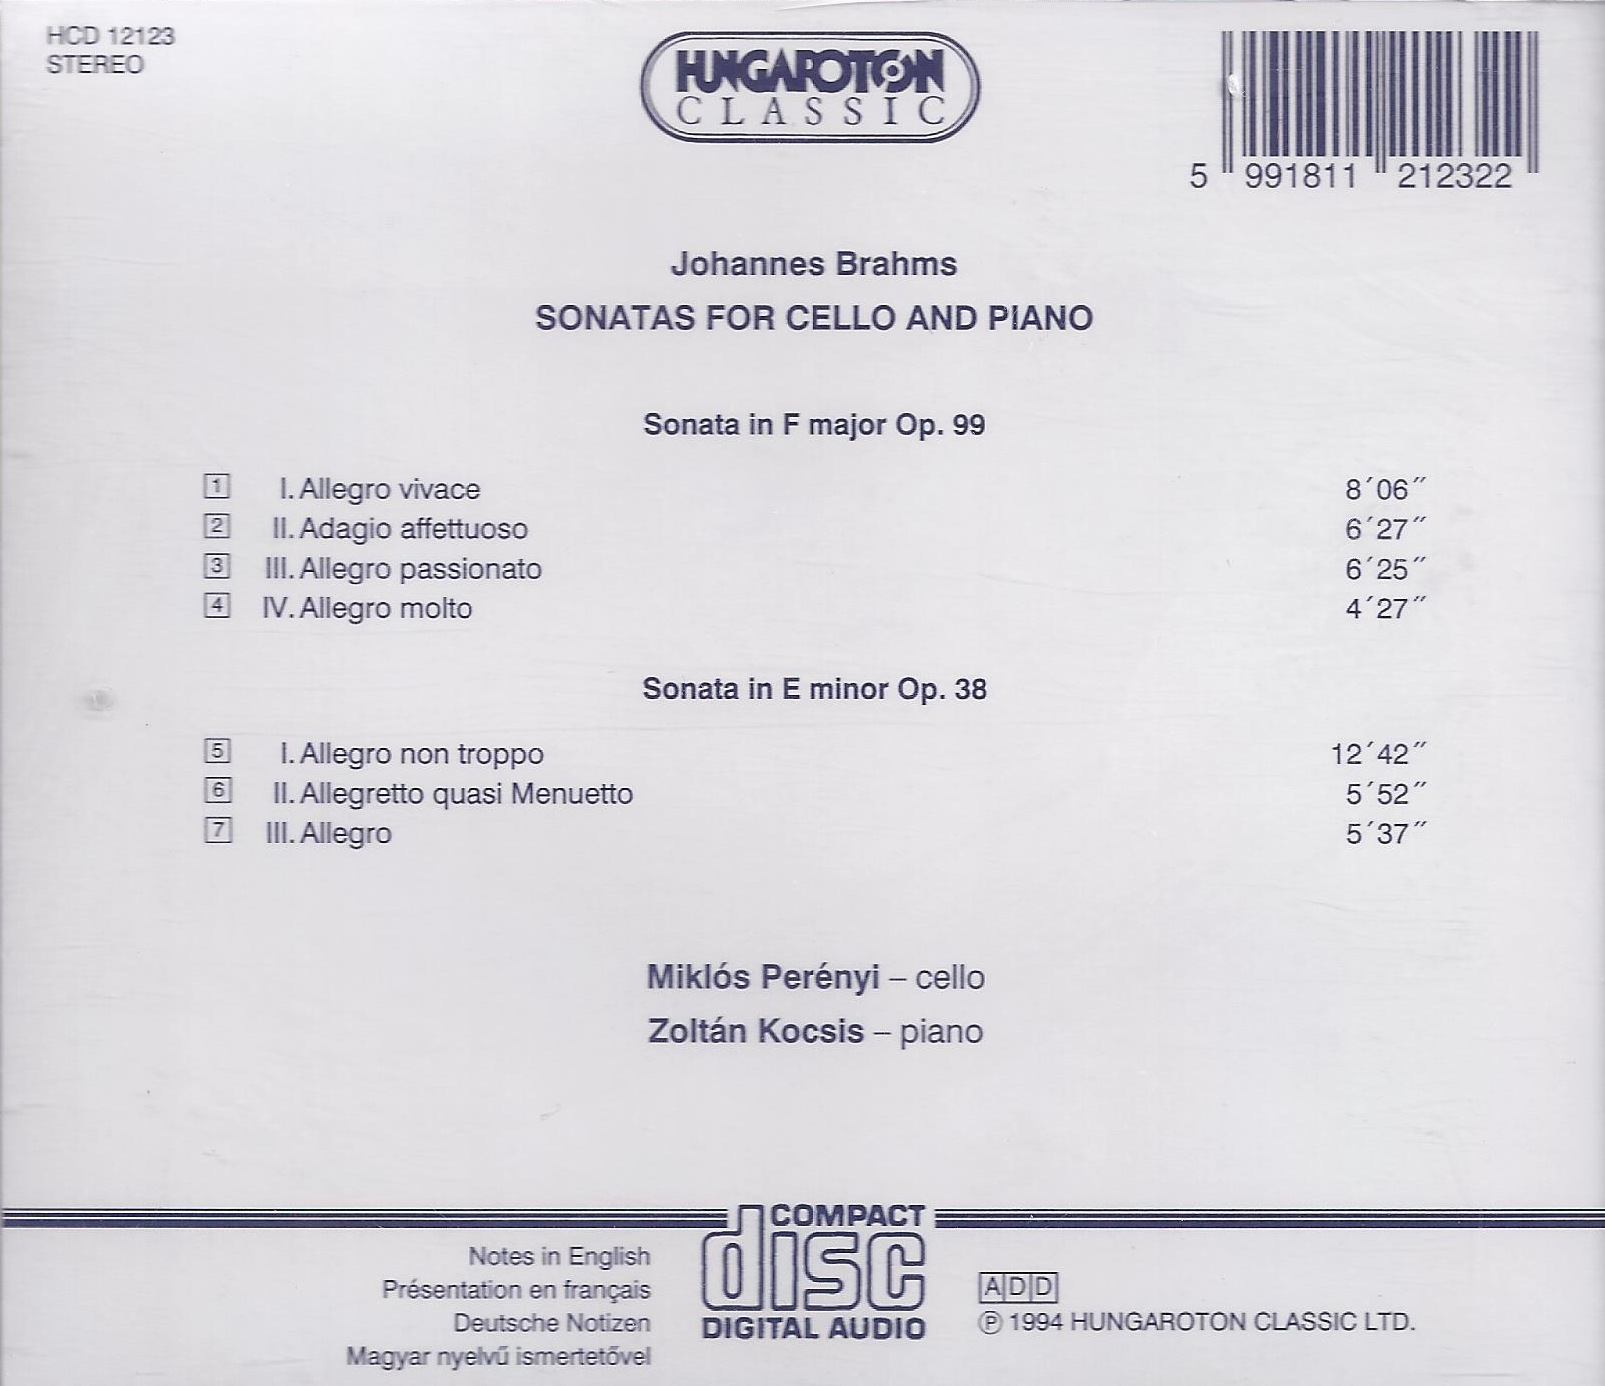 HCD 12123
STEREO
HUNGAROTON
CLASSIC
5 991811 212322
Johannes Brahms
SONATAS FOR CELLO AND PIANO
Sonata in F major Op. 99
1 I. Allegro vivace 8´06˝
2 II. Adagio affettuoso 6´27˝
3 III. Allegro passionato 6´25˝
4 IV. Allegro molto 4´27˝
Sonata in E minor Op. 38
5 I. Allegro non troppo 12´42˝
6 II. Allegretto quasi Menuetto 5´52˝
7 III. Allegro 5´37˝
Miklós Perényi – cello
Zoltán Kocsis – piano
COMPACT
disc
DIGITAL AUDIO
Notes in English
Présentation en français
Deutsche Notizen
Magyar nyelvű ismertetővel
ADD
℗ 1994 HUNGAROTON CLASSIC LTD.